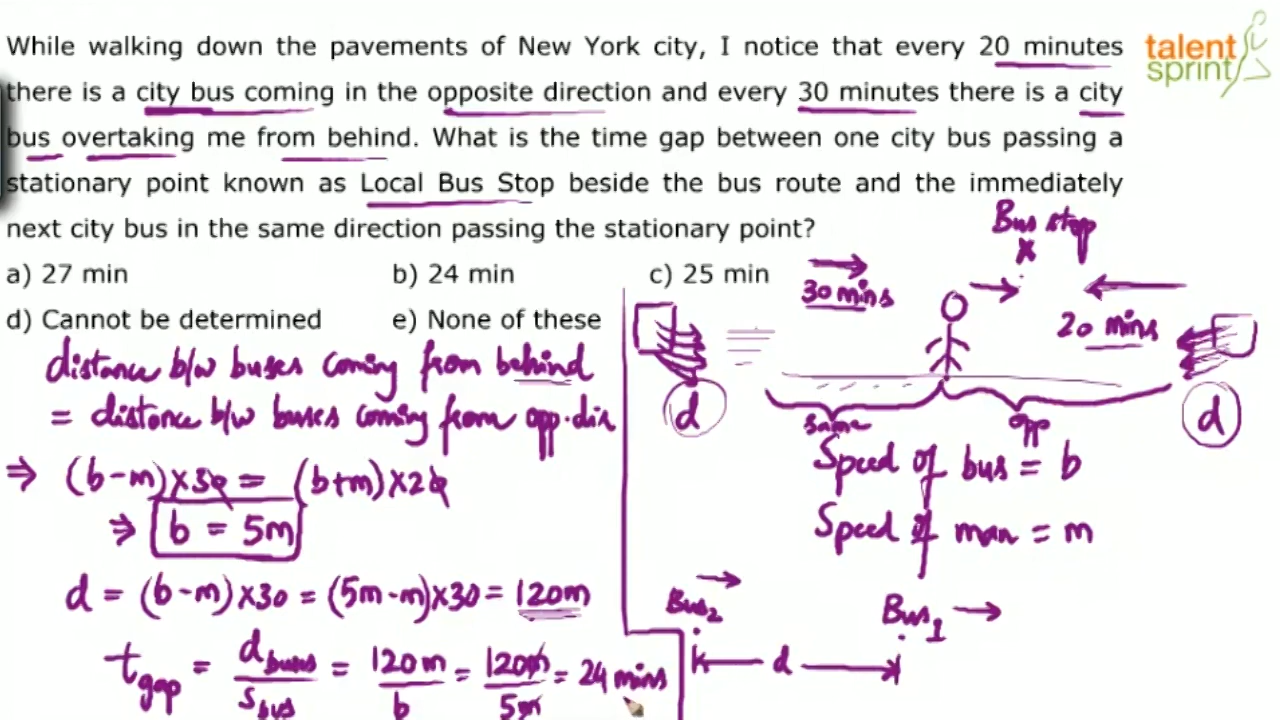 While walking down the pavements of New York city, I notice that every 20 minutes
there is a city bus coming in the opposite direction and every 30 minutes there is a city
bus overtaking me from behind. What is the time gap between one city bus passing a
stationary point known as Local Bus Stop beside the bus route and the immediately
next city bus in the same direction passing the stationary point?
a) 27 min b) 24 min c) 25 min
d) Cannot be determined e) None of these
talent
sprint
Bus stop
x
30 mins
20 mins
d
d
same
opp
Speed of bus = b
Speed of man = m
distance b/w buses coming from behind
= distance b/w buses coming from opp. dir
⇒ (b-m)×30 = (b+m)×20
⇒ b = 5m
d = (b-m)×30 = (5m-m)×30 = 120m
t gap = d buses / s bus = 120m / b = 120m / 5m = 24 mins
Bus2
Bus1
d